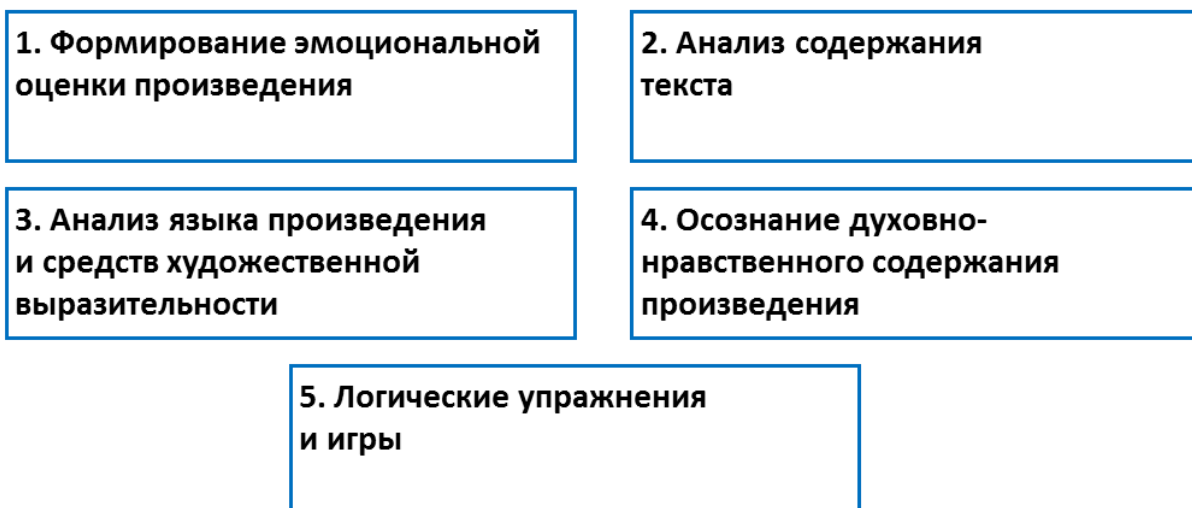 1. Формирование эмоциональной
оценки произведения
2. Анализ содержания
текста
3. Анализ языка произведения
и средств художественной
выразительности
4. Осознание духовно-
нравственного содержания
произведения
5. Логические упражнения
и игры